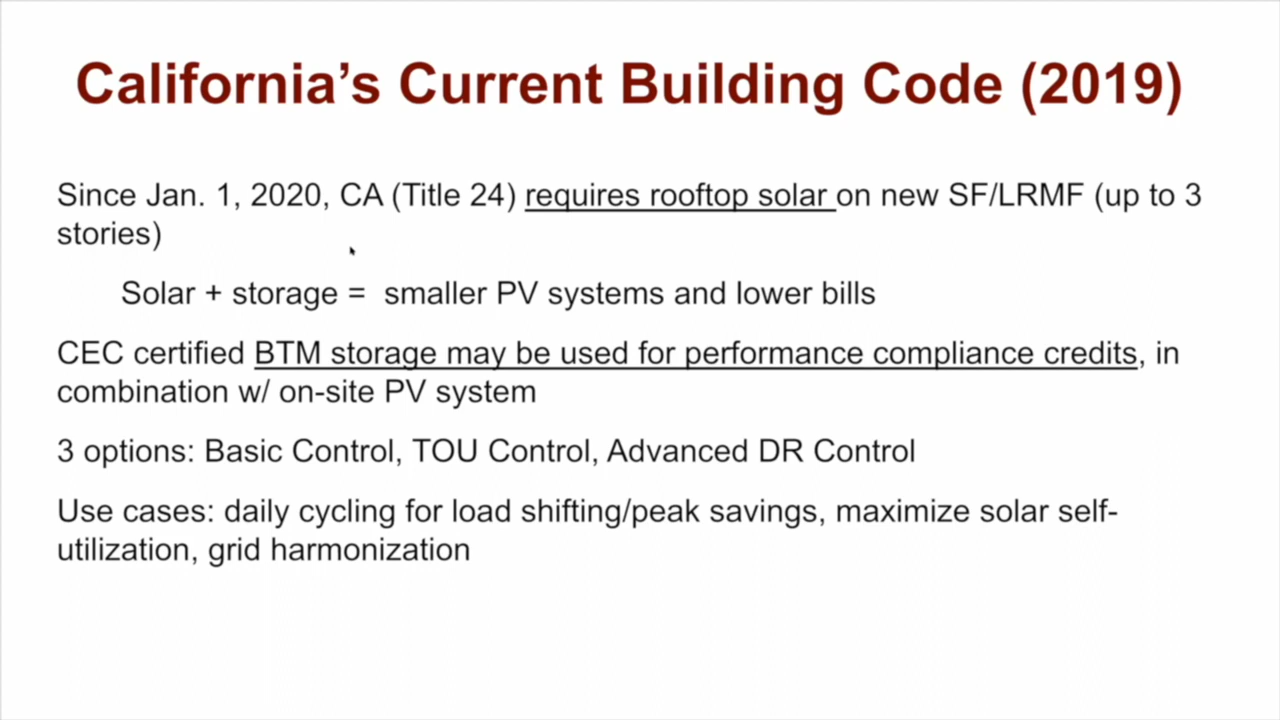 California’s Current Building Code (2019)
Since Jan. 1, 2020, CA (Title 24) requires rooftop solar on new SF/LRMF (up to 3
stories)
Solar + storage = smaller PV systems and lower bills
CEC certified BTM storage may be used for performance compliance credits, in
combination w/ on-site PV system
3 options: Basic Control, TOU Control, Advanced DR Control
Use cases: daily cycling for load shifting/peak savings, maximize solar self-
utilization, grid harmonization